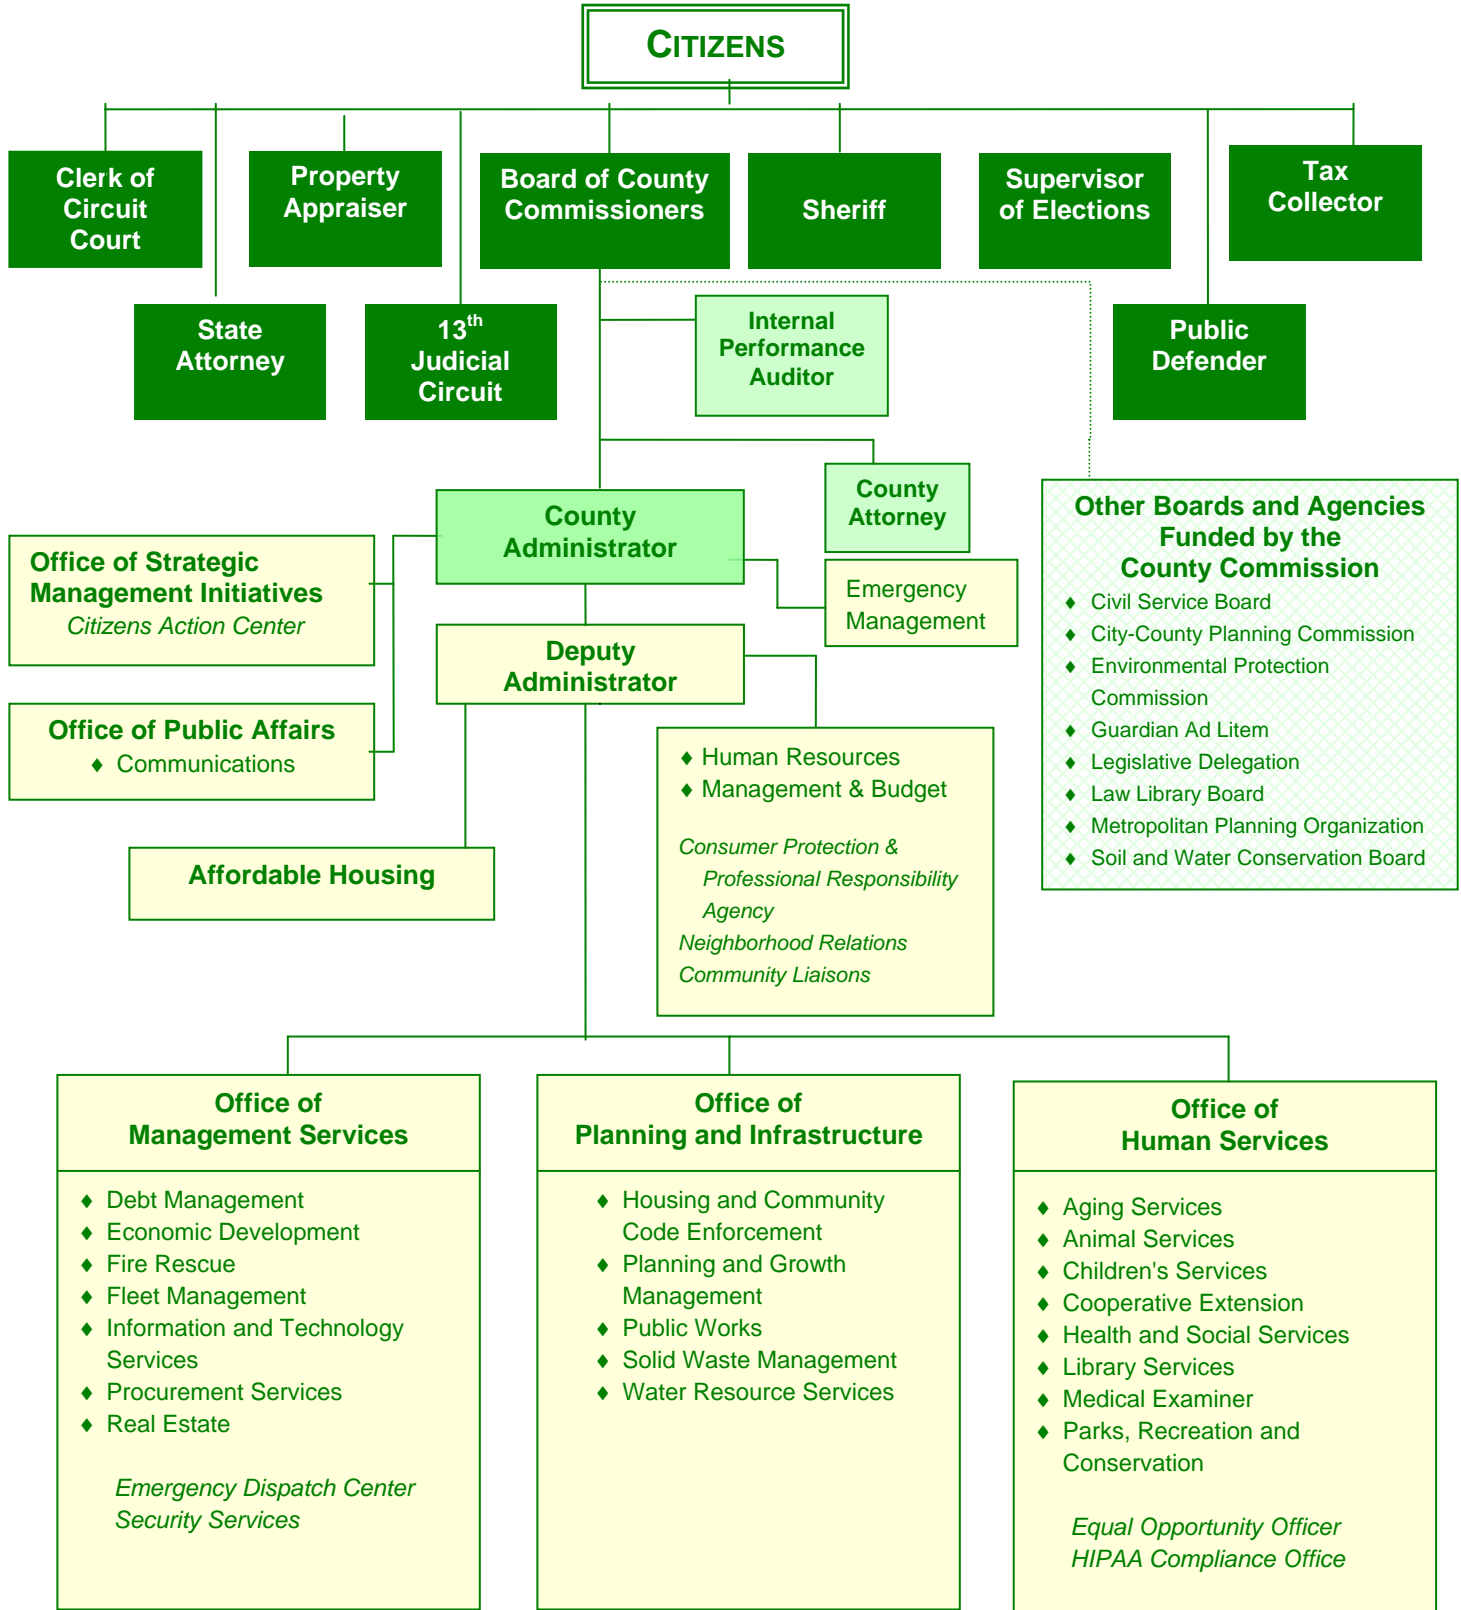 CITIZENS
Clerk of
Circuit
Court
Property
Appraiser
Board of County
Commissioners
Sheriff
Supervisor
of Elections
Tax
Collector
State
Attorney
13th
Judicial
Circuit
Internal
Performance
Auditor
Public
Defender
County
Attorney
County
Administrator
Office of Strategic
Management Initiatives
Citizens Action Center
Emergency
Management
Deputy
Administrator
Office of Public Affairs
♦ Communications
Other Boards and Agencies
Funded by the
County Commission
♦ Civil Service Board
♦ City-County Planning Commission
♦ Environmental Protection
Commission
♦ Guardian Ad Litem
♦ Legislative Delegation
♦ Law Library Board
♦ Metropolitan Planning Organization
♦ Soil and Water Conservation Board
♦ Human Resources
♦ Management & Budget
Consumer Protection &
Professional Responsibility
Agency
Neighborhood Relations
Community Liaisons
Affordable Housing
Office of
Management Services
♦ Debt Management
♦ Economic Development
♦ Fire Rescue
♦ Fleet Management
♦ Information and Technology
Services
♦ Procurement Services
♦ Real Estate
Emergency Dispatch Center
Security Services
Office of
Planning and Infrastructure
♦ Housing and Community
Code Enforcement
♦ Planning and Growth
Management
♦ Public Works
♦ Solid Waste Management
♦ Water Resource Services
Office of
Human Services
♦ Aging Services
♦ Animal Services
♦ Children's Services
♦ Cooperative Extension
♦ Health and Social Services
♦ Library Services
♦ Medical Examiner
♦ Parks, Recreation and
Conservation
Equal Opportunity Officer
HIPAA Compliance Office